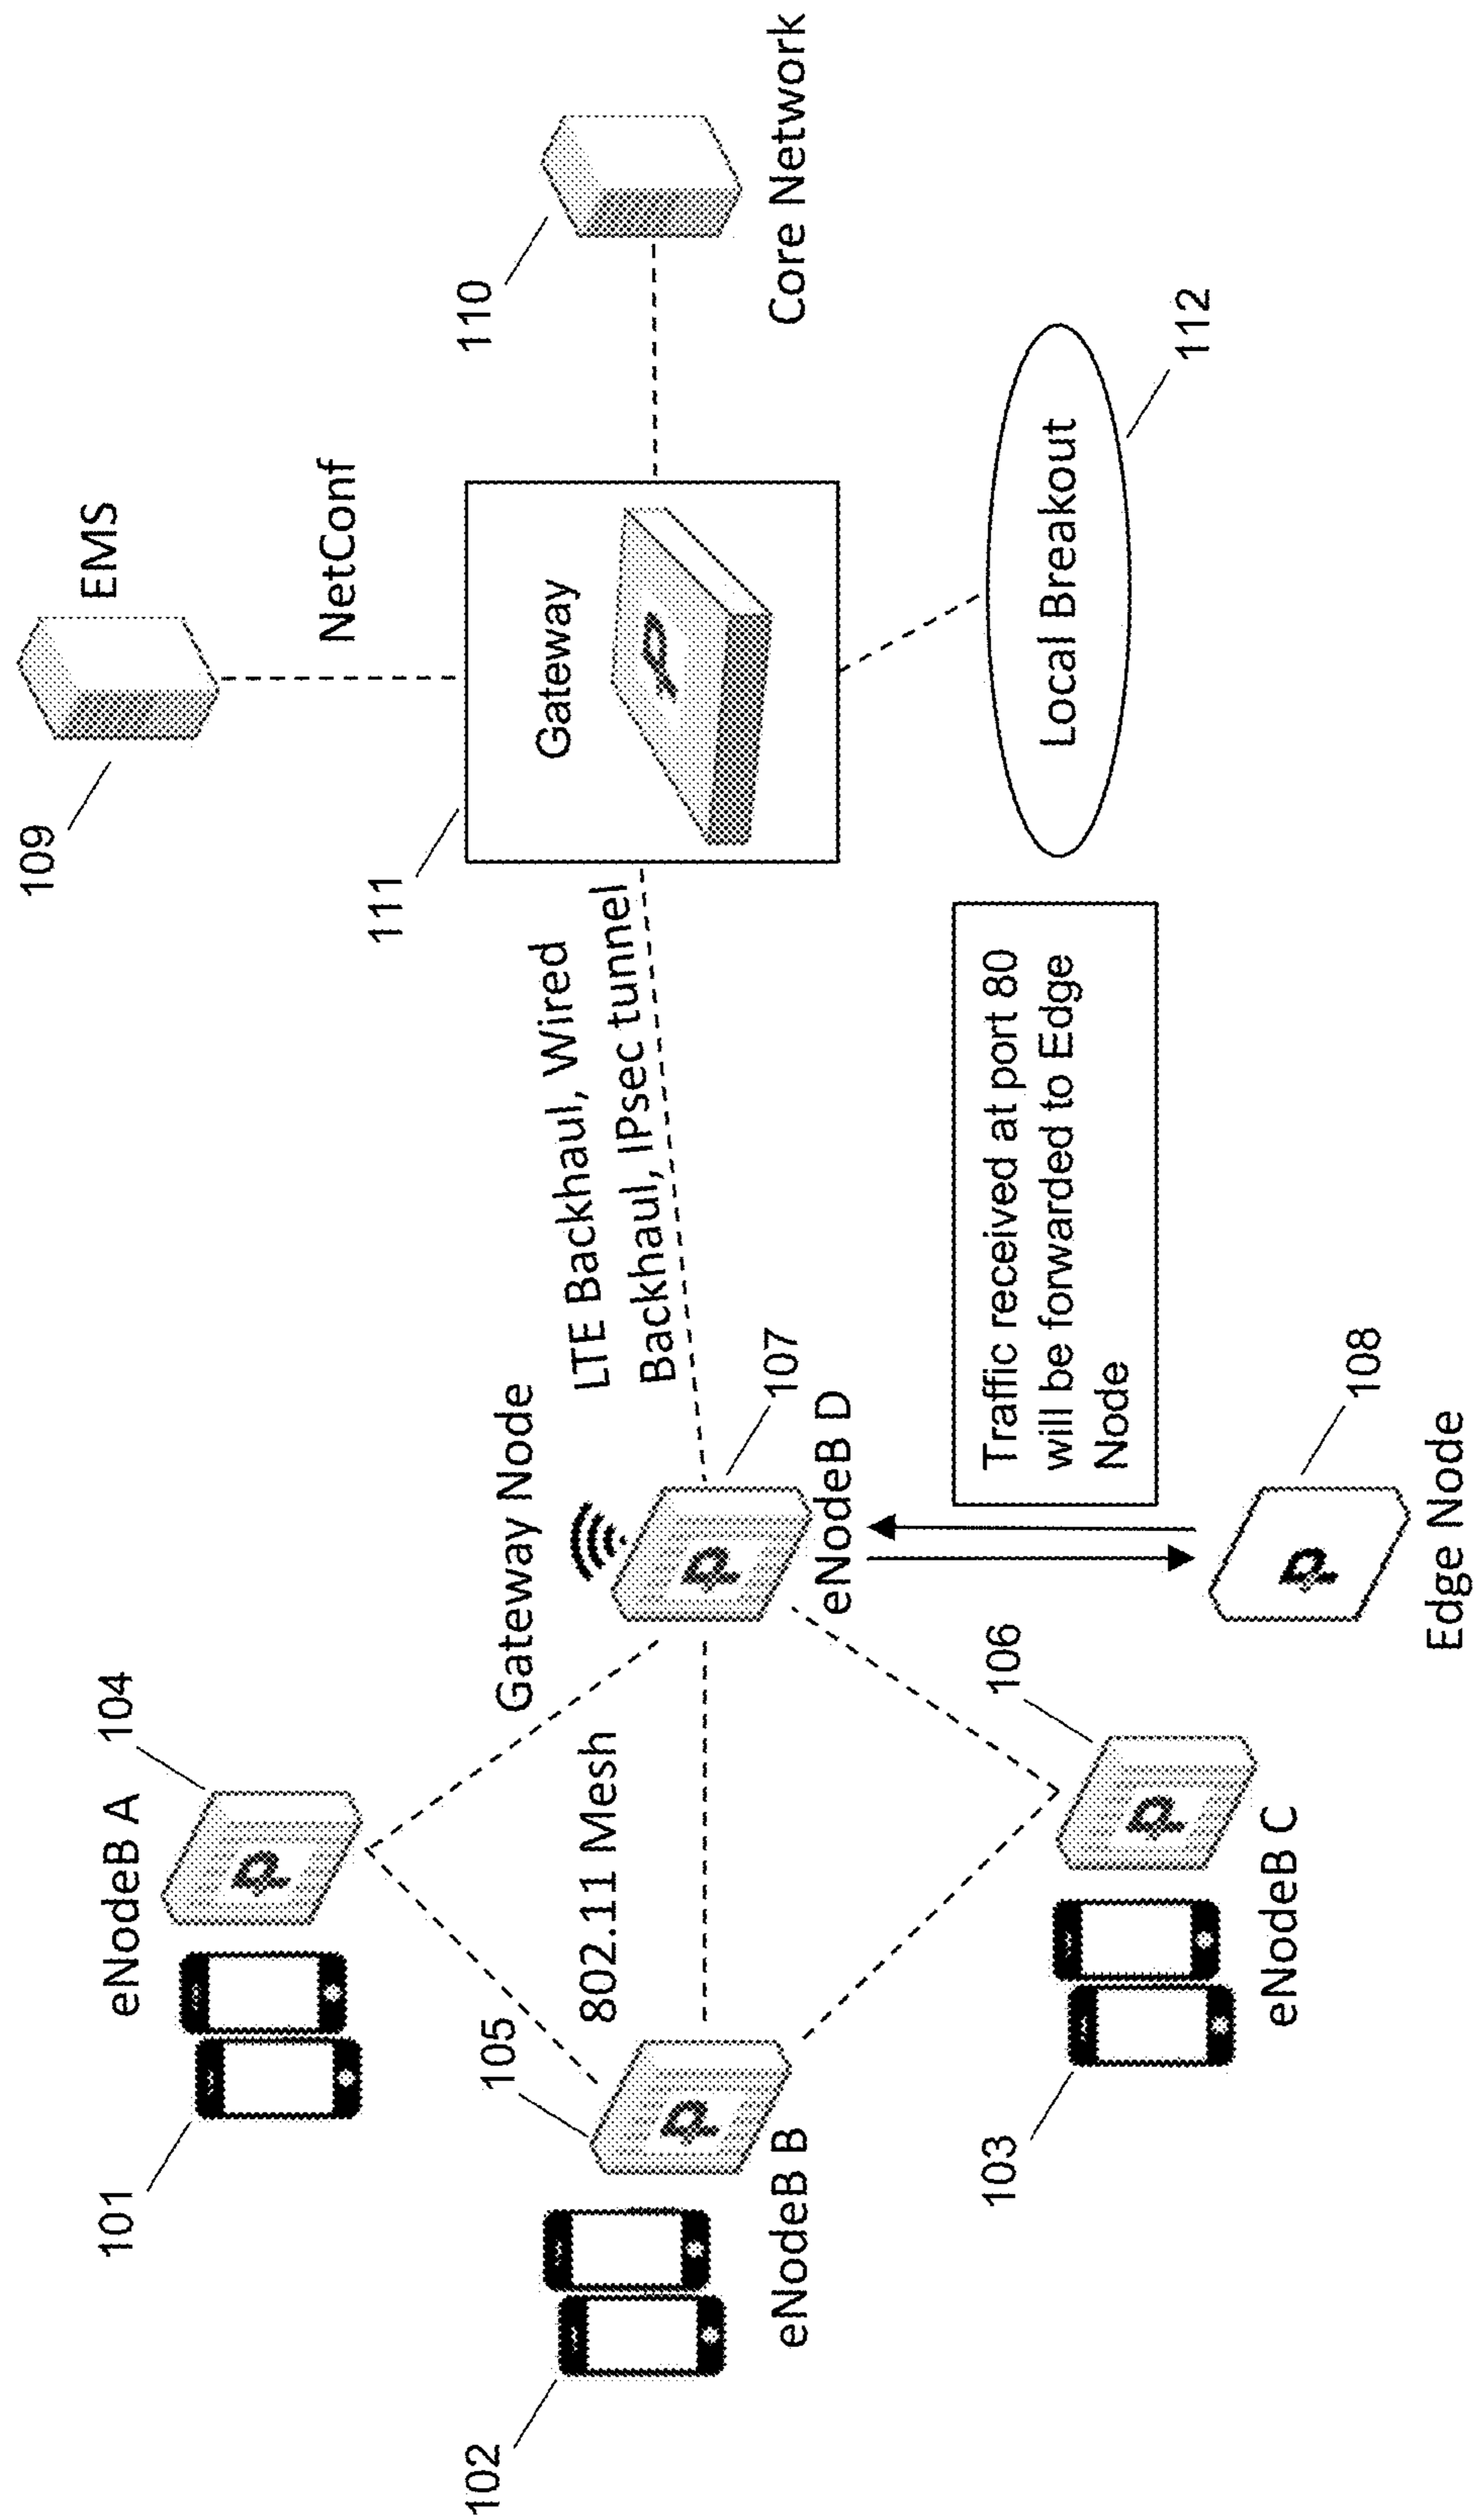 109
EMS
NetConf
111
Gateway
110
Core Network
Local Breakout
112
LTE Backhaul, Wired
Backhaul, IPsec tunnel
Gateway Node
107
eNodeB D
Traffic received at port 80
will be forwarded to Edge
Node
108
Edge Node
eNodeB A
104
101
802.11 Mesh
105
102
eNodeB B
106
103
eNodeB C